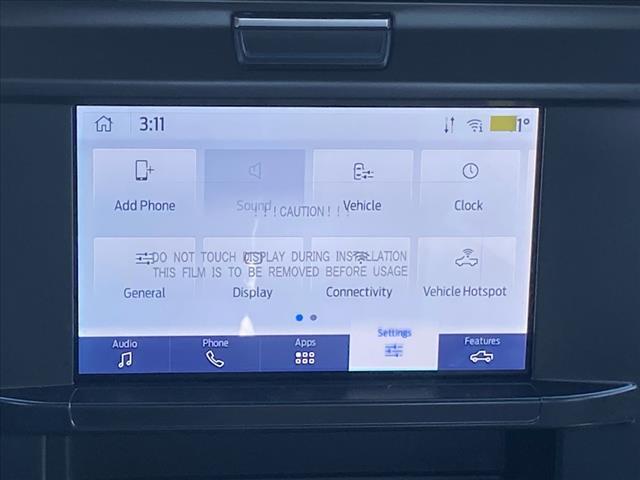 3:11
1°
Add Phone
Sound
Vehicle
Clock
! ! ! CAUTION ! ! !
DO NOT TOUCH DISPLAY DURING INSTALLATION
THIS FILM IS TO BE REMOVED BEFORE USAGE
General
Display
Connectivity
Vehicle Hotspot
Audio
Phone
Apps
Settings
Features